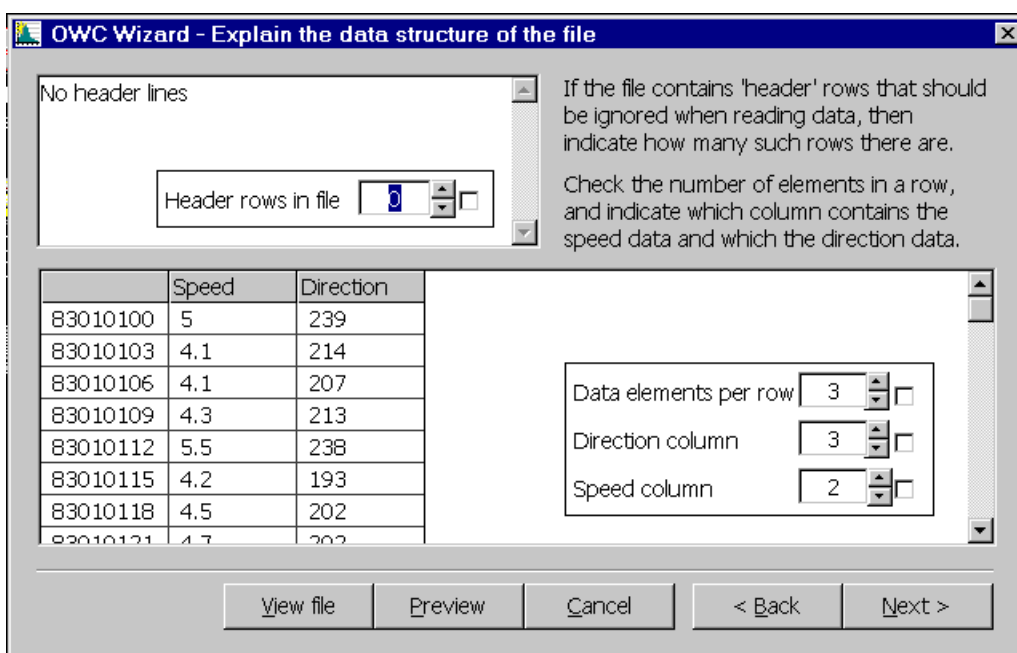 OWC Wizard - Explain the data structure of the file
No header lines
Header rows in file 0
If the file contains 'header' rows that should
be ignored when reading data, then
indicate how many such rows there are.
Check the number of elements in a row,
and indicate which column contains the
speed data and which the direction data.
Speed Direction
83010100 5 239
83010103 4.1 214
83010106 4.1 207
83010109 4.3 213
83010112 5.5 238
83010115 4.2 193
83010118 4.5 202
83010121 4.7 202
Data elements per row 3
Direction column 3
Speed column 2
View file Preview Cancel < Back Next >